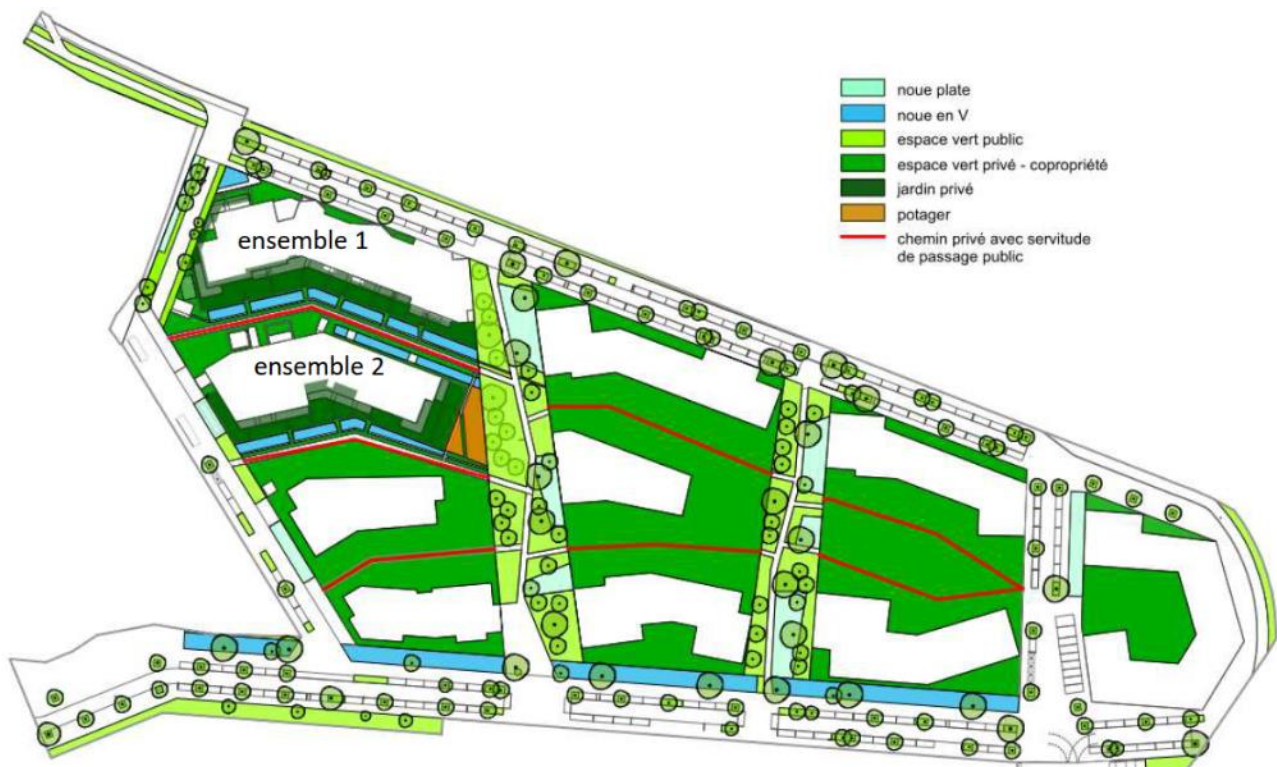 noue plate
noue en V
espace vert public
espace vert privé - copropriété
jardin privé
potager
chemin privé avec servitude
de passage public
ensemble 1
ensemble 2